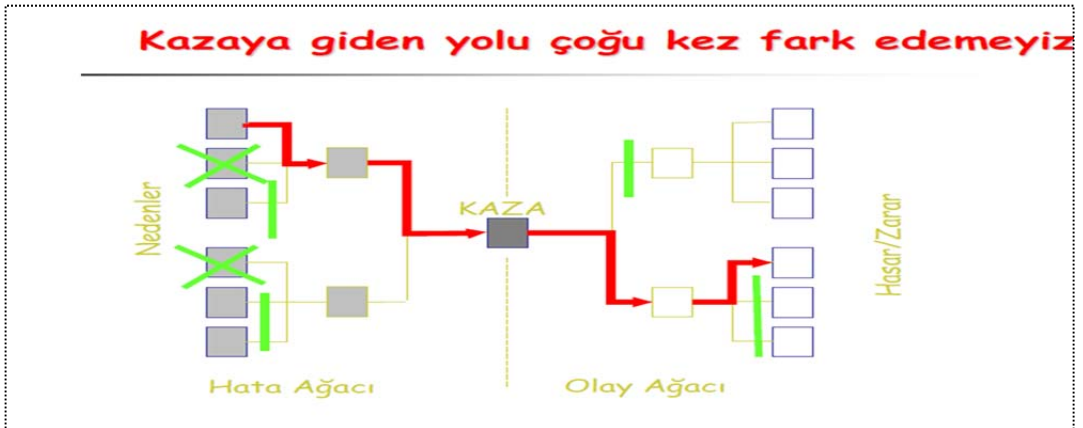 Kazaya giden yolu çoğu kez fark edemeyiz
KAZA
Nedenler
Hasar/Zarar
Hata Ağacı
Olay Ağacı